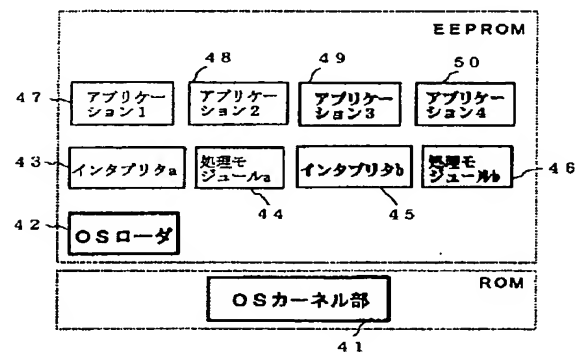 EEPROM
48
49
50
47
アプリケーション1
アプリケーション2
アプリケーション3
アプリケーション4
43
インタプリタa
処理モジュールa
インタプリタb
処理モジュールb
46
44
45
42
OSローダ
ROM
OSカーネル部
41